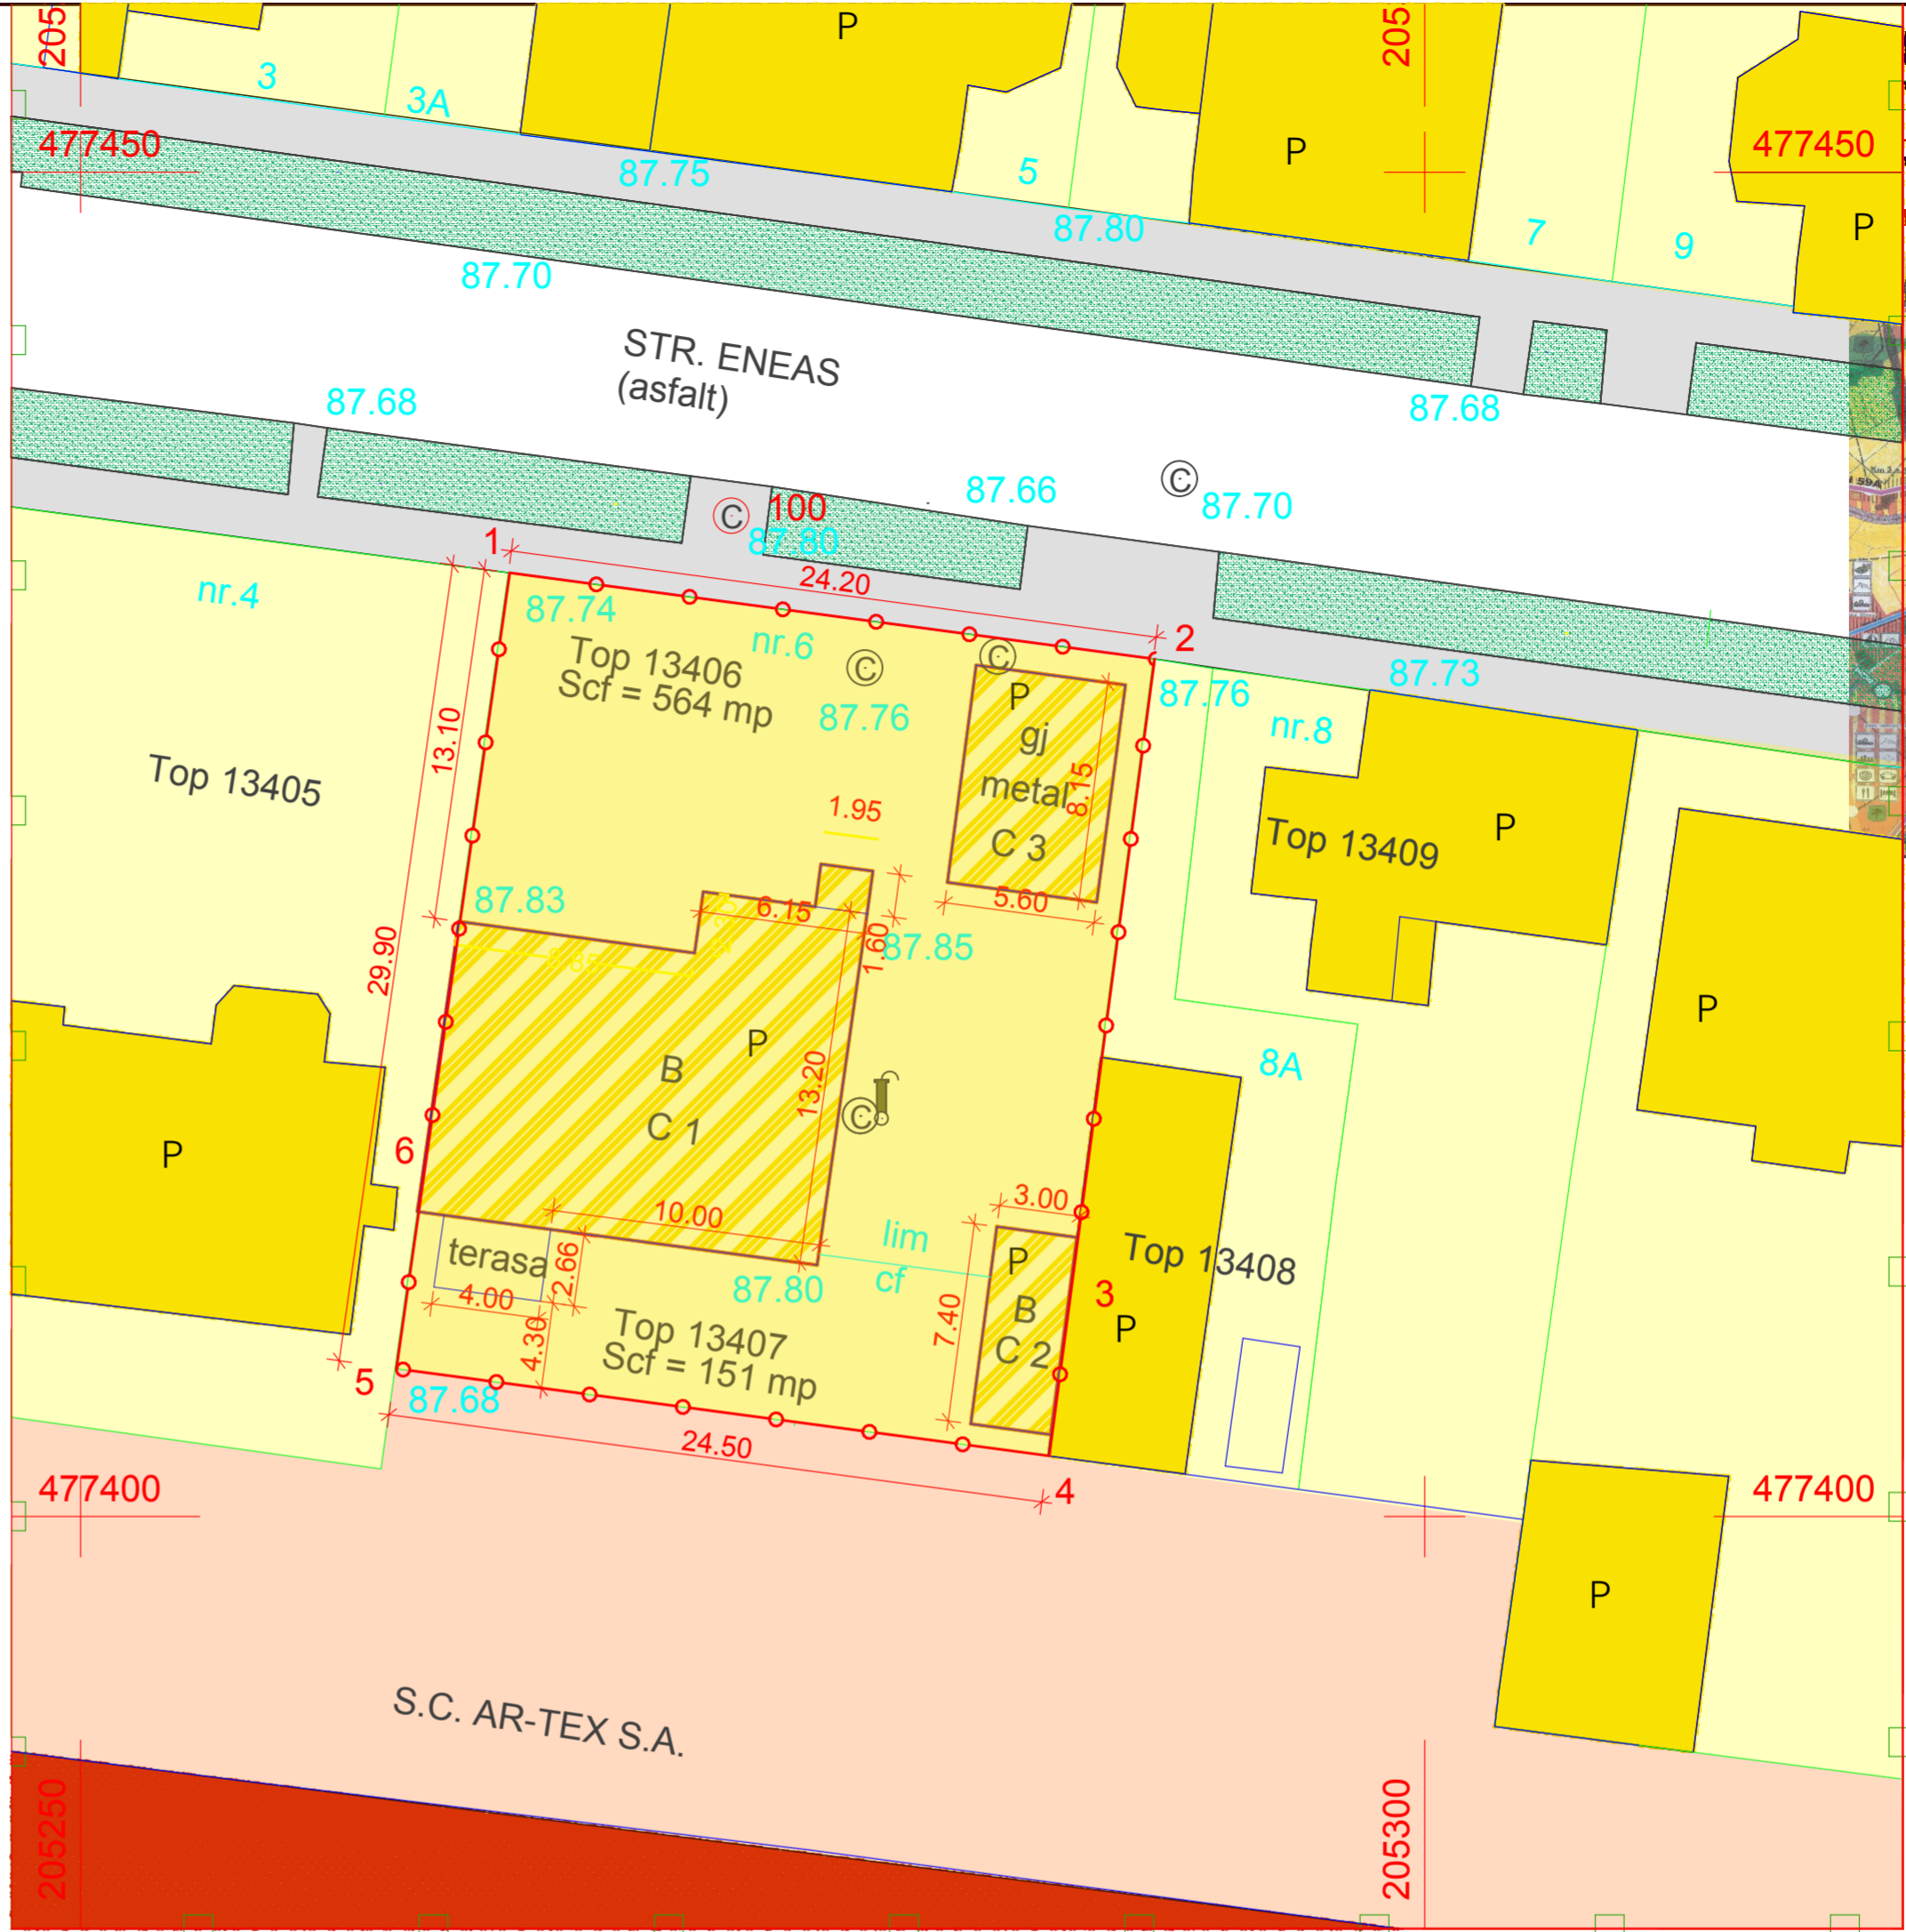 205
P
205
3
3A
477450
87.75
5
P
477450
87.80
7
9
P
87.70
STR. ENEAS
(asfalt)
87.68
87.68
59A
87.66
C
87.70
C
100
87.80
1
24.20
nr.4
87.74
nr.6
2
Top 13406
Scf = 564 mp
C
C
87.76
87.76
87.73
nr.8
P
gj
metal
C 3
8.15
13.10
Top 13405
1.95
Top 13409
P
87.83
6.15
5.60
1.60
87.85
29.90
5.85
P
B
C 1
13.20
C
8A
P
P
6
10.00
3.00
lim
cf
terasa
2.66
4.00
87.80
P
B
C 2
Top 13408
3
P
7.40
4.30
Top 13407
Scf = 151 mp
5
87.68
24.50
4
477400
477400
P
S.C. AR-TEX S.A.
205250
205300